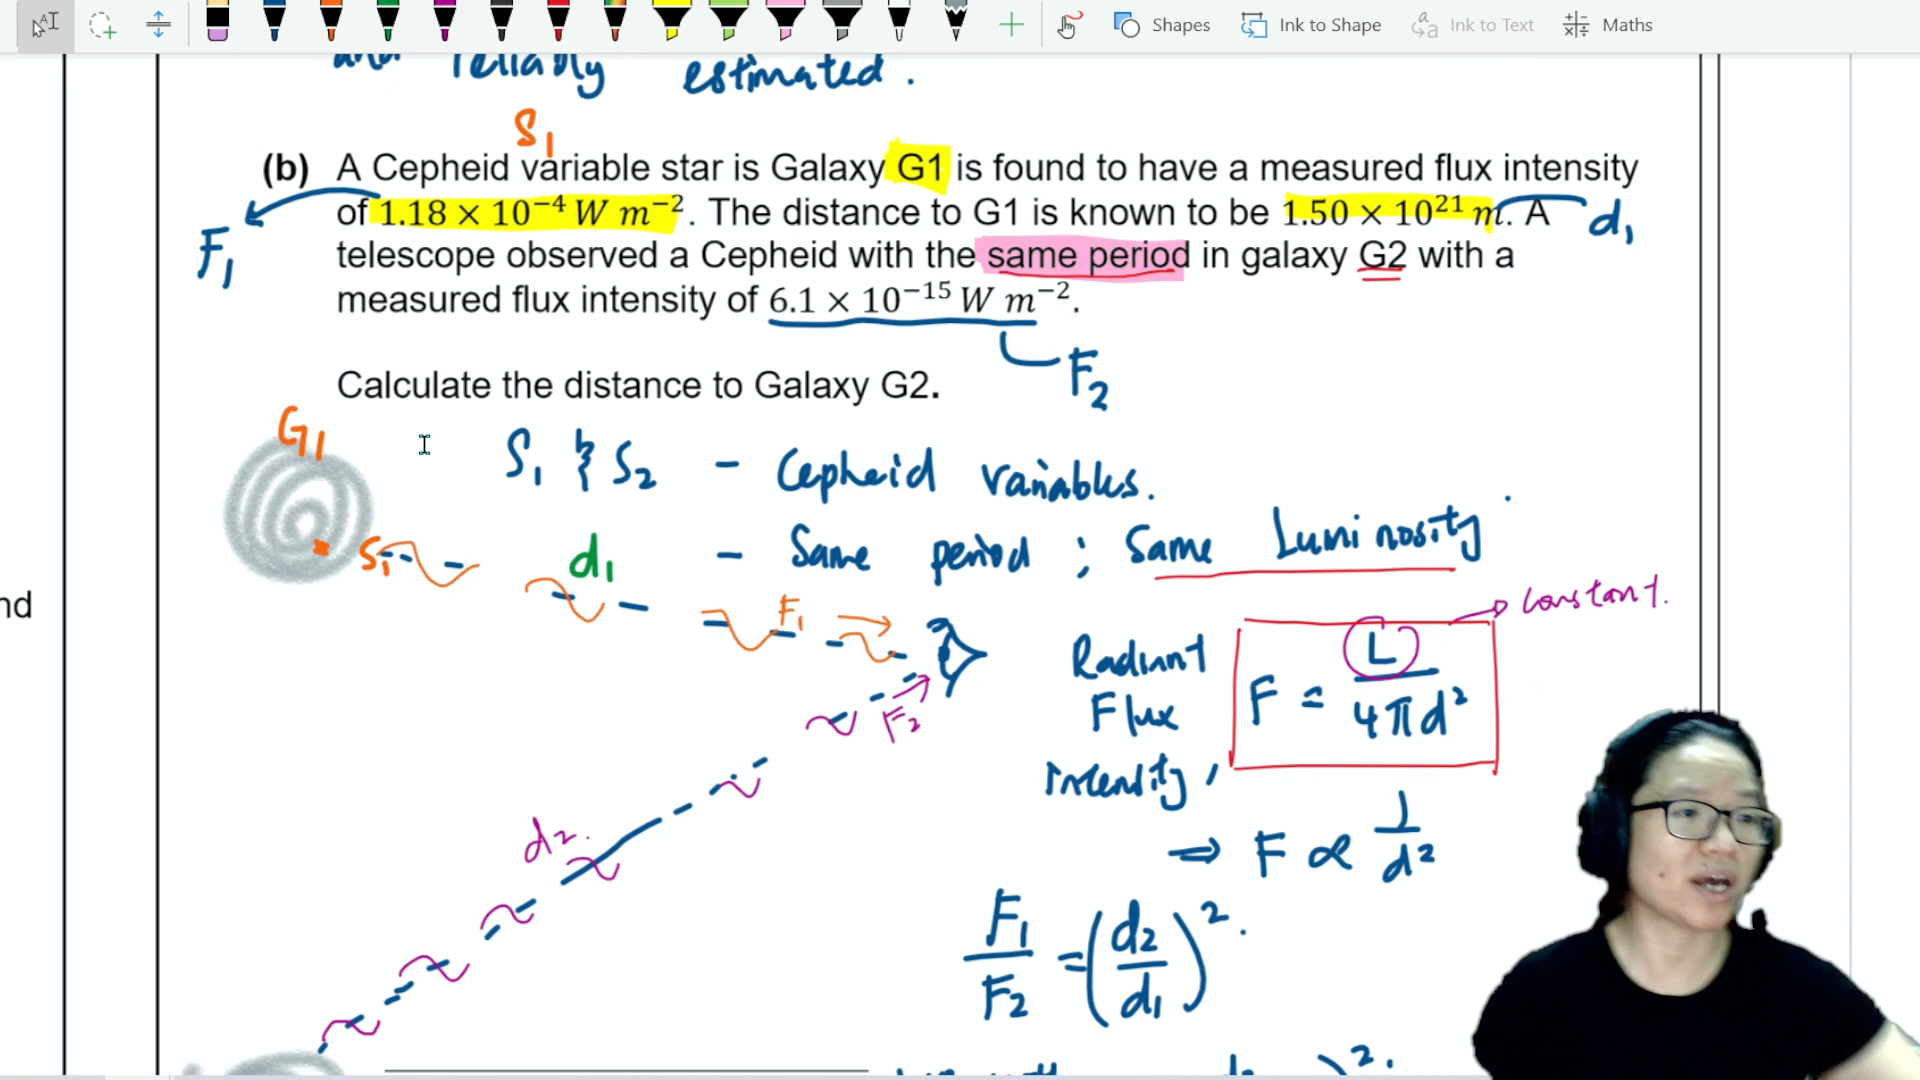 Shapes Ink to Shape Ink to Text Maths
and reliably estimated.
S1
(b) A Cepheid variable star is Galaxy G1 is found to have a measured flux intensity
of 1.18 × 10⁻⁴ W m⁻². The distance to G1 is known to be 1.50 × 10²¹ m. A
d1
F1
telescope observed a Cepheid with the same period in galaxy G2 with a
measured flux intensity of 6.1 × 10⁻¹⁵ W m⁻².
F2
Calculate the distance to Galaxy G2.
G1
S1 & S2 - Cepheid variables.
- Same period ; Same Luminosity
S1
d1
F1
constant.
nd
Radiant
Flux
Intensity,
F = L / 4πd²
F2
d2.
⇒ F ∝ 1/d²
F1/F2 = (d2/d1)².